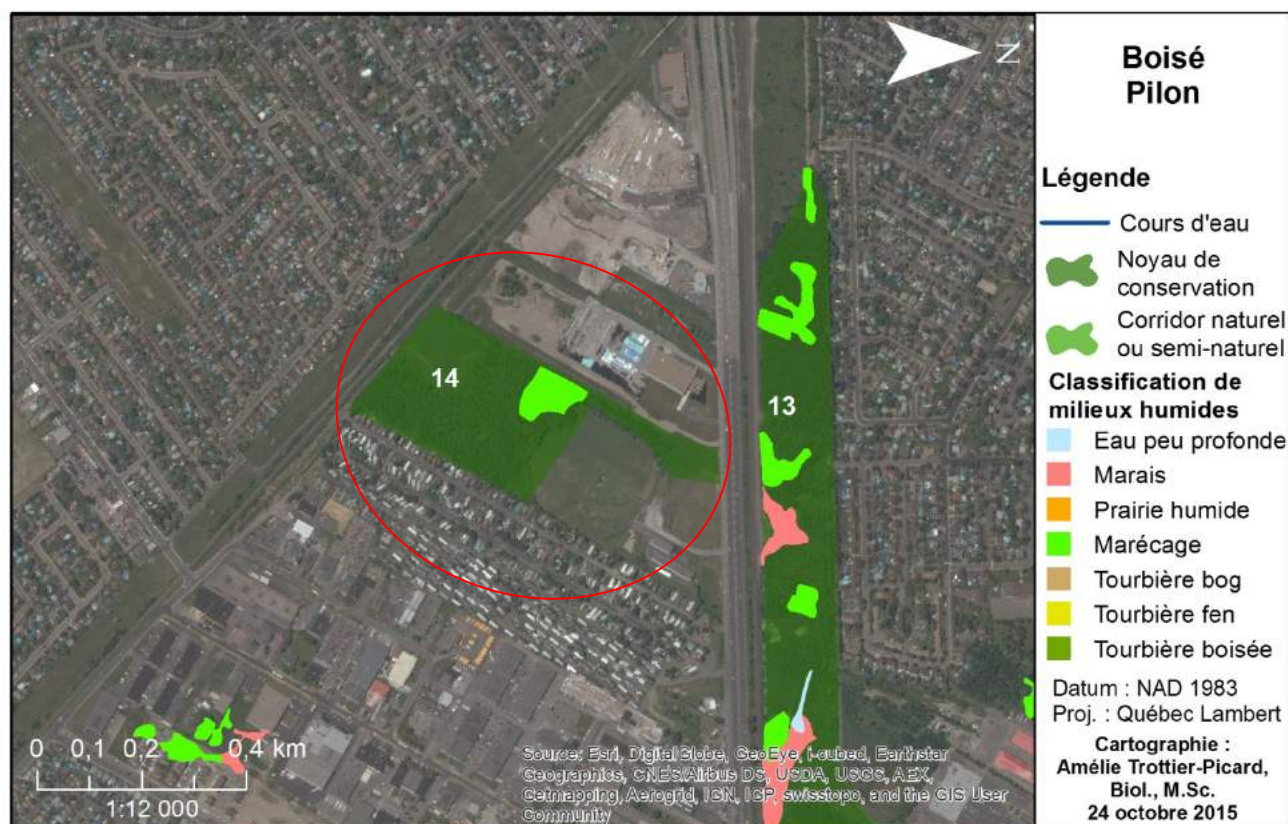 N
Boisé
Pilon
Légende
Cours d'eau
Noyau de
conservation
Corridor naturel
ou semi-naturel
Classification de
milieux humides
Eau peu profonde
Marais
Prairie humide
Marécage
Tourbière bog
Tourbière fen
Tourbière boisée
Datum : NAD 1983
Proj. : Québec Lambert
Cartographie :
Amélie Trottier-Picard,
Biol., M.Sc.
24 octobre 2015
14
13
0 0,1 0,2 0,4 km
1:12 000
Source: Esri, DigitalGlobe, GeoEye, i-cubed, Earthstar
Geographics, CNES/Airbus DS, USDA, USGS, AEX,
Getmapping, Aerogrid, IGN, IGP, swisstopo, and the GIS User
Community